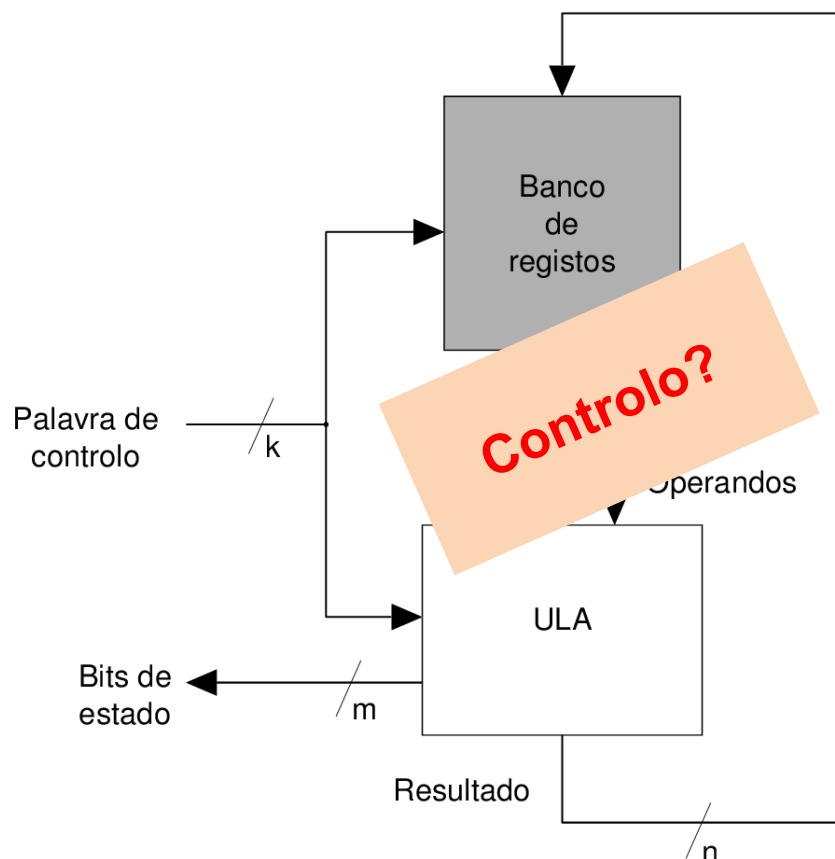 Banco
de
registos
Controlo?
Palavra de
controlo
k
Operandos
ULA
Bits de
estado
m
Resultado
n